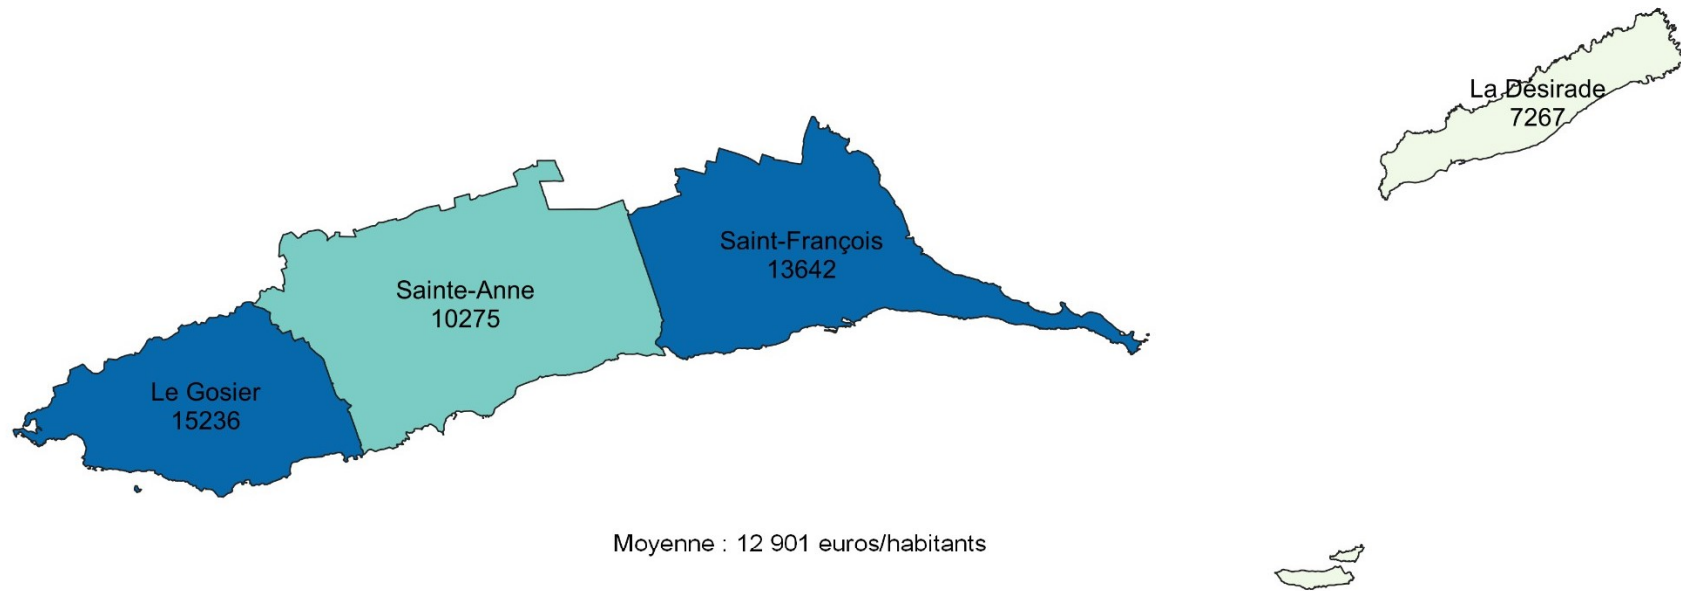 La Désirade
7267
Saint-François
13642
Sainte-Anne
10275
Le Gosier
15236
Moyenne : 12 901 euros/habitants